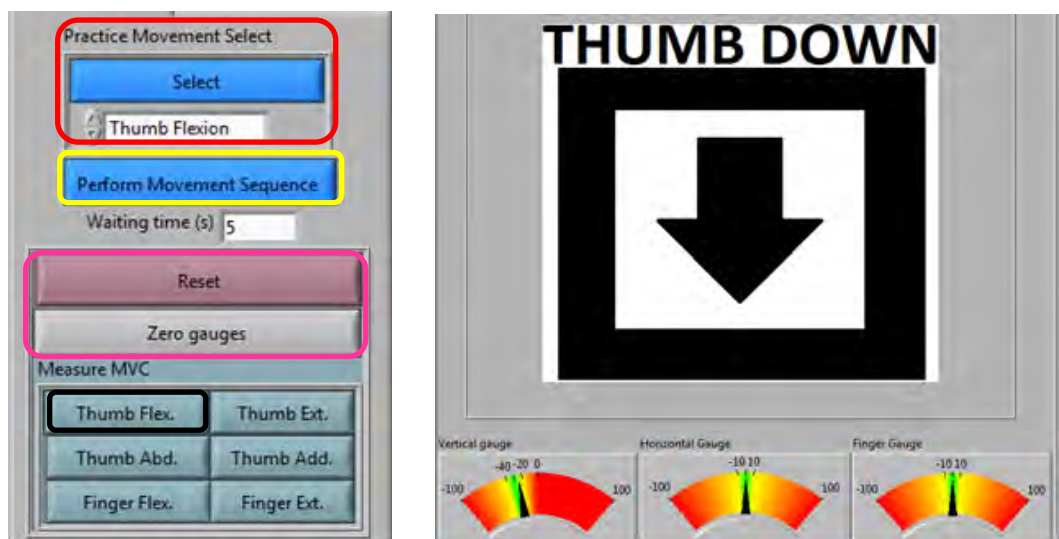 Practice Movement Select
Select
Thumb Flexion
Perform Movement Sequence
Waiting time (s) 5
Reset
Zero gauges
Measure MVC
Thumb Flex. Thumb Ext.
Thumb Abd. Thumb Add.
Finger Flex. Finger Ext.
THUMB DOWN
Vertical gauge Horizontal Gauge Finger Gauge
-40 -20 0 -10 10 -10 10
-100 100 -100 100 -100 100